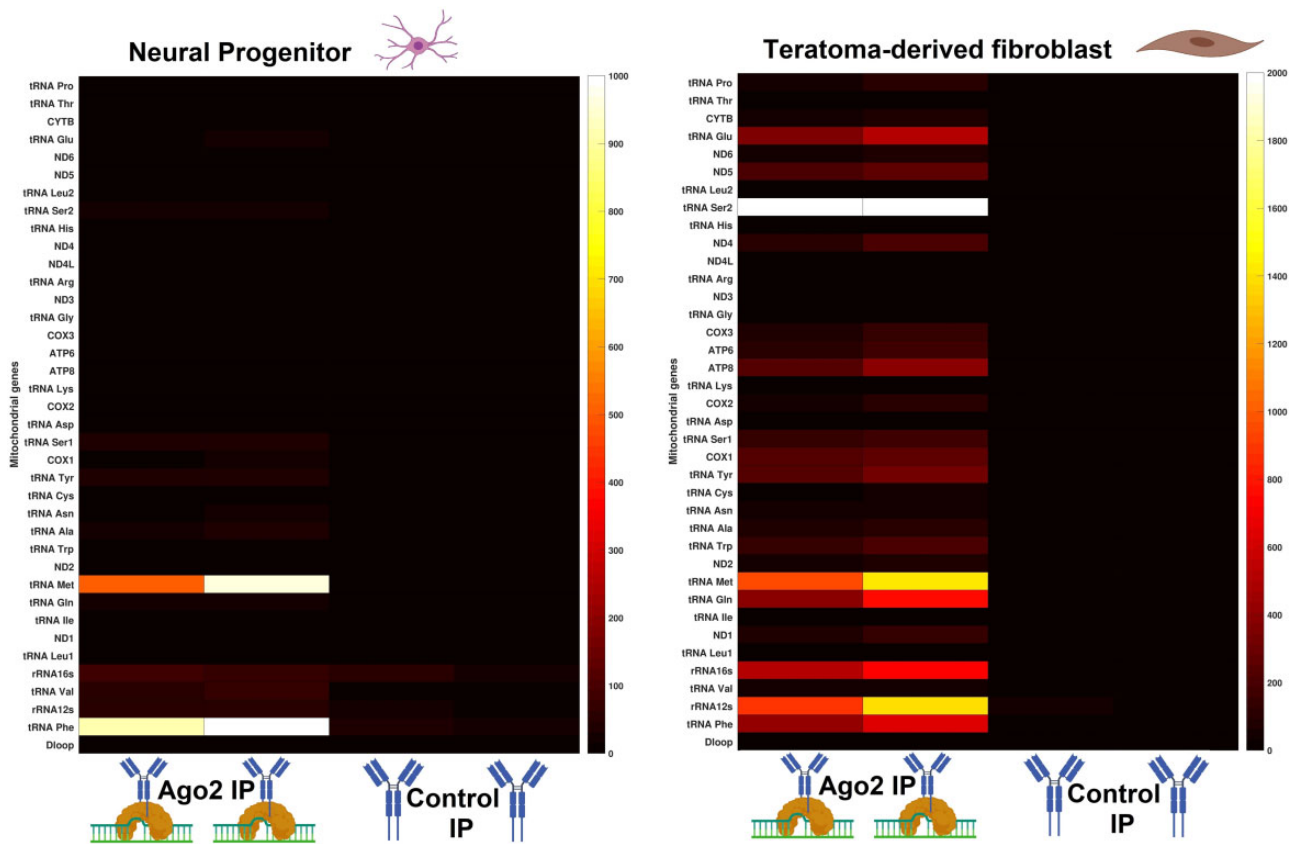 Neural Progenitor
Mitochondrial genes
tRNA Pro
tRNA Thr
CYTB
tRNA Glu
ND6
ND5
tRNA Leu2
tRNA Ser2
tRNA His
ND4
ND4L
tRNA Arg
ND3
tRNA Gly
COX3
ATP6
ATP8
tRNA Lys
COX2
tRNA Asp
tRNA Ser1
COX1
tRNA Tyr
tRNA Cys
tRNA Asn
tRNA Ala
tRNA Trp
ND2
tRNA Met
tRNA Gln
tRNA Ile
ND1
tRNA Leu1
rRNA16s
tRNA Val
rRNA12s
tRNA Phe
Dloop
1000
900
800
700
600
500
400
300
200
100
0
Ago2 IP
Control
IP
Teratoma-derived fibroblast
Mitochondrial genes
tRNA Pro
tRNA Thr
CYTB
tRNA Glu
ND6
ND5
tRNA Leu2
tRNA Ser2
tRNA His
ND4
ND4L
tRNA Arg
ND3
tRNA Gly
COX3
ATP6
ATP8
tRNA Lys
COX2
tRNA Asp
tRNA Ser1
COX1
tRNA Tyr
tRNA Cys
tRNA Asn
tRNA Ala
tRNA Trp
ND2
tRNA Met
tRNA Gln
tRNA Ile
ND1
tRNA Leu1
rRNA16s
tRNA Val
rRNA12s
tRNA Phe
Dloop
2000
1800
1600
1400
1200
1000
800
600
400
200
0
Ago2 IP
Control
IP